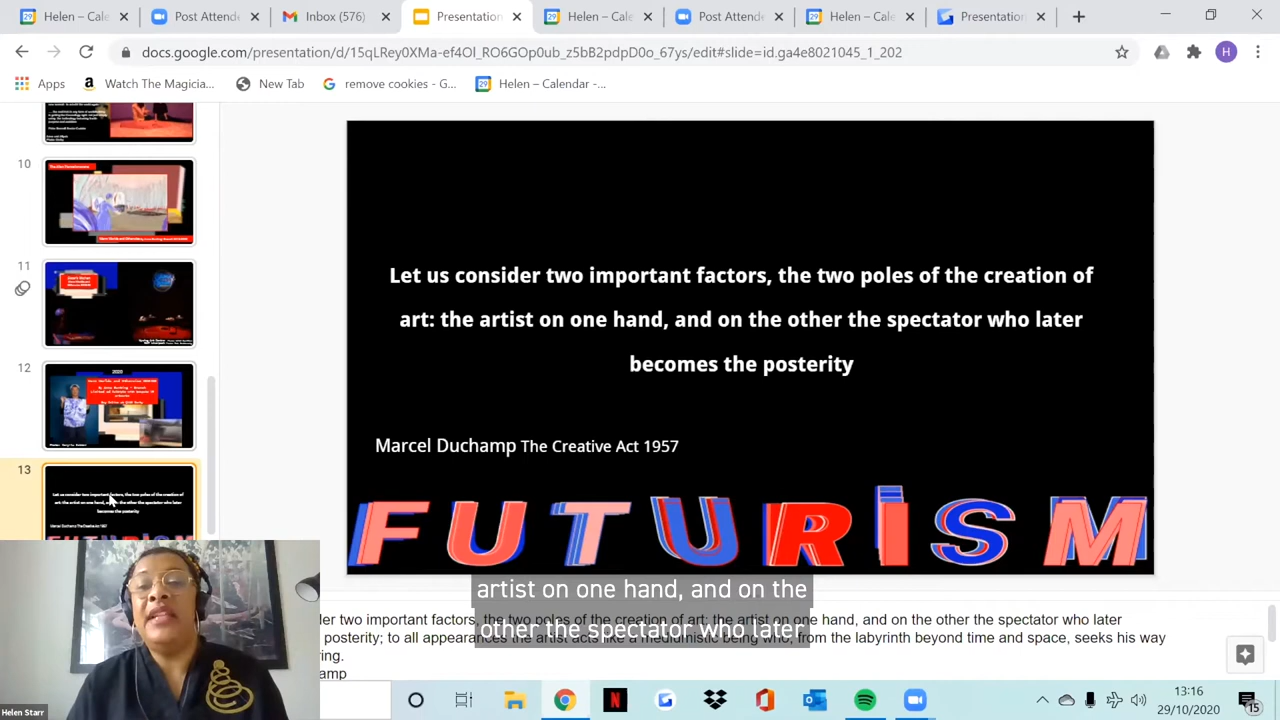 Post Attende
Inbox (576)
Presentation
Helen – Cale
Post Attende
Helen – Cale
Presentation
docs.google.com/presentation/d/15qLRey0XMa-ef4Ol_RO6GOp0ub_z5bB2pdpD0o_67ys/edit#slide=id.ga4e8021045_1_202
H
Apps
Watch The Magicia...
New Tab
remove cookies - G...
Helen – Calendar -...
10
11
12
2020
13
Let us consider two important factors, the two poles of the creation of
art: the artist on one hand, and on the other the spectator who later
becomes the posterity
Marcel Duchamp The Creative Act 1957
FUTURISM
artist on one hand, and on the
other the spectator who later
der two important factors, the two poles of the creation of art: the artist on one hand, and on the other the spectator who later
posterity; to all appearances the artist acts like a mediumistic being who, from the labyrinth beyond time and space, seeks his way
ing.
amp
Helen Starr
13:16
29/10/2020
15